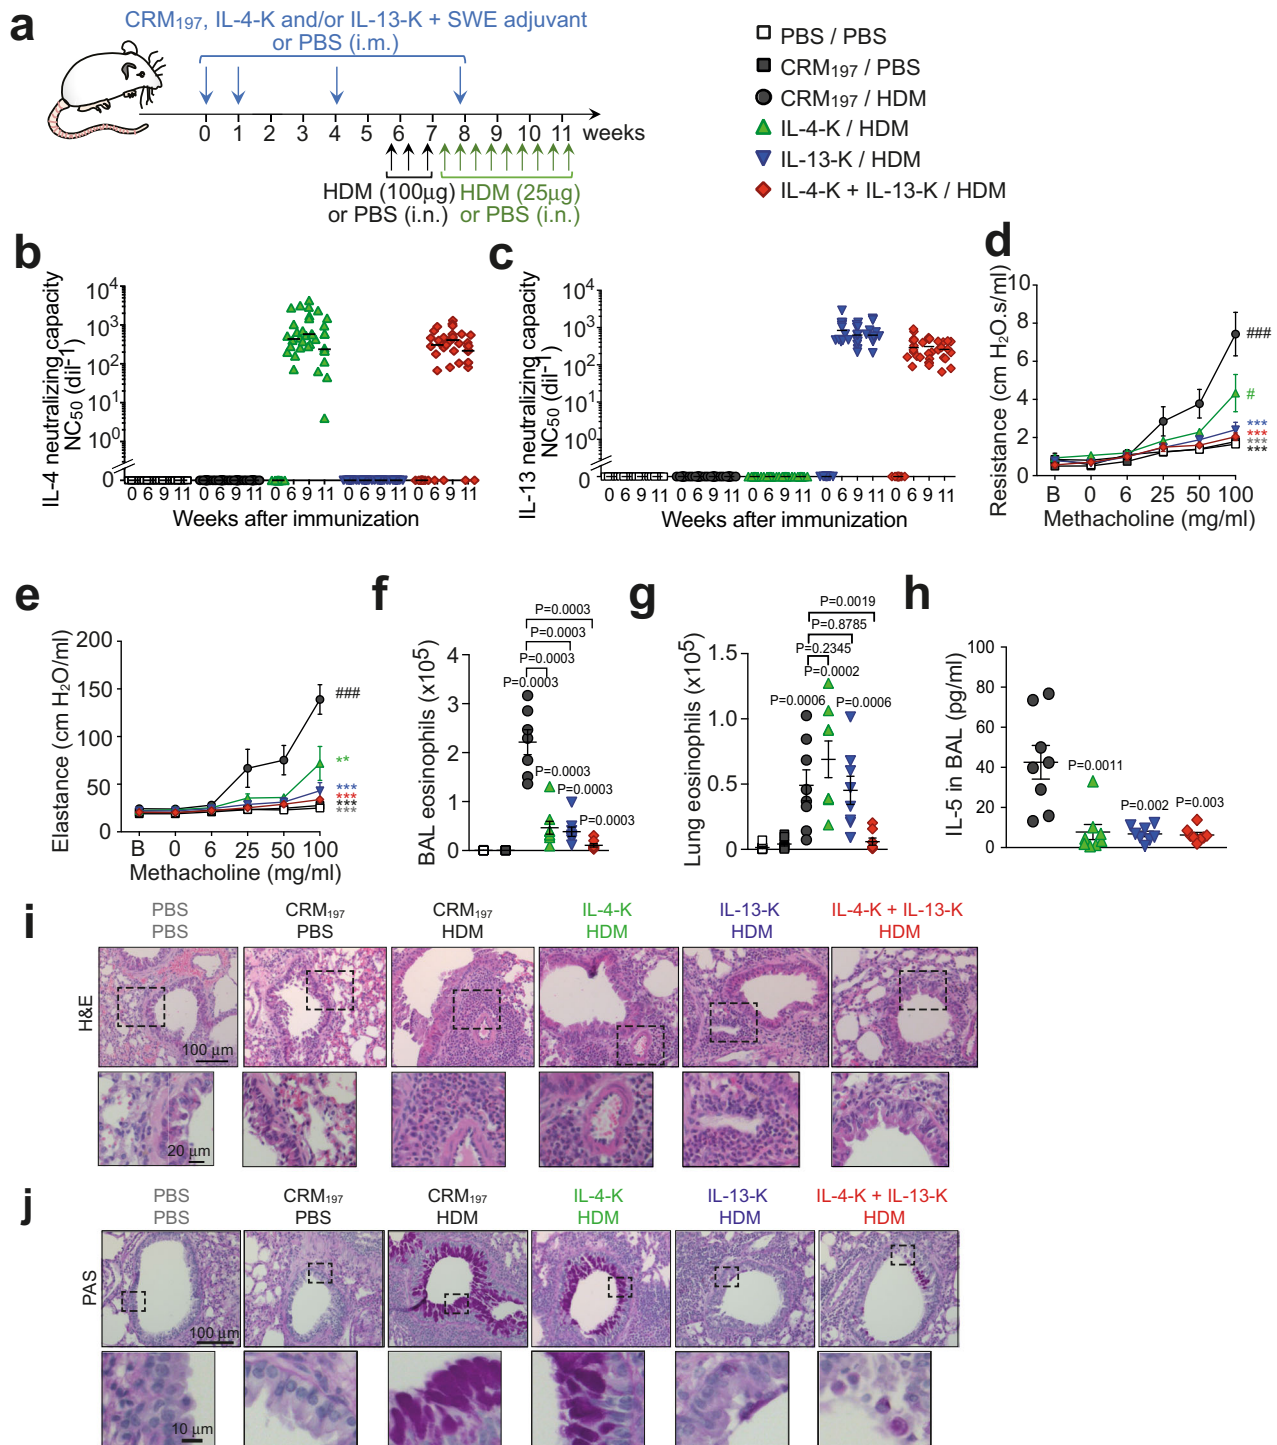 a
CRM197, IL-4-K and/or IL-13-K + SWE adjuvant
or PBS (i.m.)
0 1 2 3 4 5 6 7 8 9 10 11 weeks
HDM (100µg) HDM (25µg)
or PBS (i.n.) or PBS (i.n.)
PBS / PBS
CRM197 / PBS
CRM197 / HDM
IL-4-K / HDM
IL-13-K / HDM
IL-4-K + IL-13-K / HDM
b
IL-4 neutralizing capacity
NC50 (dil-1)
10^4
10^3
10^2
10^1
10^0
0
0 6 9 11 0 6 9 11 0 6 9 11 0 6 9 11 0 6 9 11
Weeks after immunization
c
IL-13 neutralizing capacity
NC50 (dil-1)
10^4
10^3
10^2
10^1
10^0
0
0 6 9 11 0 6 9 11 0 6 9 11 0 6 9 11 0 6 9 11
Weeks after immunization
d
Resistance (cm H2O.s/ml)
10
8
6
4
2
0
###
#
***
***
***
***
B 0 6 25 50 100
Methacholine (mg/ml)
e
Elastance (cm H2O/ml)
200
150
100
50
0
###
**
***
***
***
***
B 0 6 25 50 100
Methacholine (mg/ml)
f
BAL eosinophils (x10^5)
4
3
2
1
0
P=0.0003
P=0.0003
P=0.0003
P=0.0003
P=0.0003
P=0.0003
P=0.0003
g
Lung eosinophils (x10^5)
1.5
1.0
0.5
0
P=0.0019
P=0.8785
P=0.2345
P=0.0002
P=0.0006
P=0.0006
h
IL-5 in BAL (pg/ml)
100
80
60
40
20
0
P=0.0011
P=0.002
P=0.003
i
PBS CRM197 CRM197 IL-4-K IL-13-K IL-4-K + IL-13-K
PBS PBS HDM HDM HDM HDM
H&E
100 µm
20 µm
j
PBS CRM197 CRM197 IL-4-K IL-13-K IL-4-K + IL-13-K
PBS PBS HDM HDM HDM HDM
PAS
100 µm
10 µm